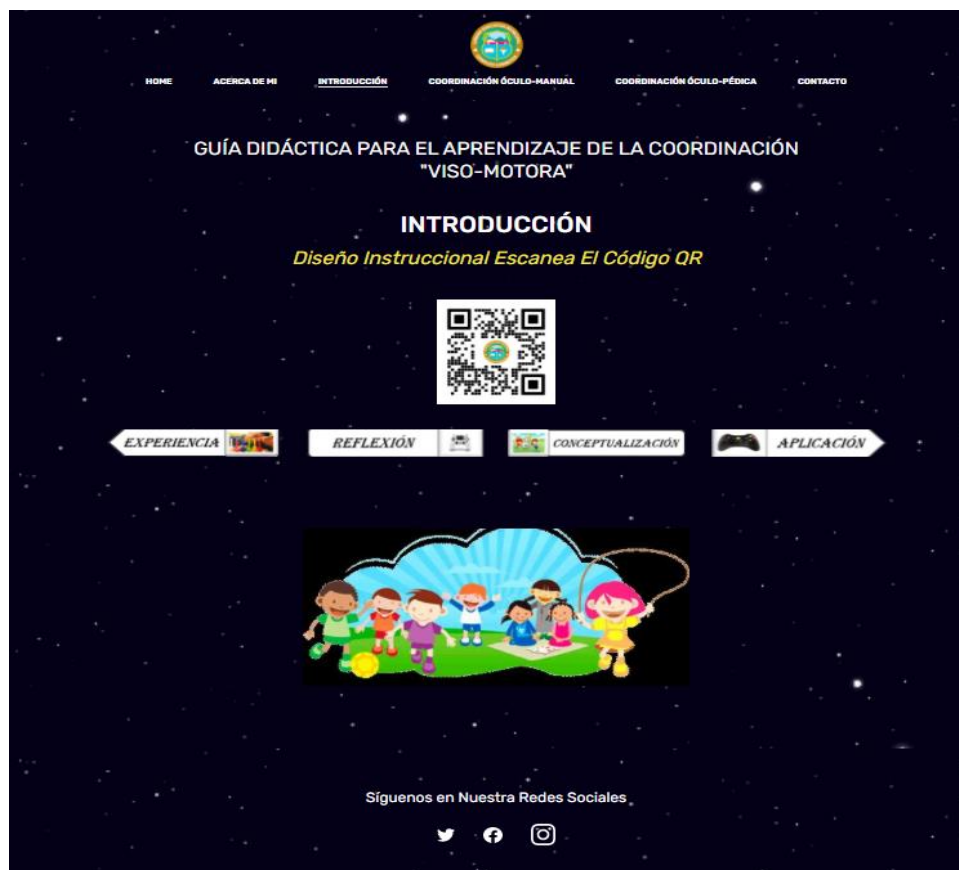 HOME ACERCA DE MI INTRODUCCIÓN COORDINACIÓN ÓCULO-MANUAL COORDINACIÓN ÓCULO-PÉDICA CONTACTO
GUÍA DIDÁCTICA PARA EL APRENDIZAJE DE LA COORDINACIÓN
"VISO-MOTORA"
INTRODUCCIÓN
Diseño Instruccional Escanea El Código QR
EXPERIENCIA REFLEXIÓN CONCEPTUALIZACIÓN APLICACIÓN
Síguenos en Nuestra Redes Sociales